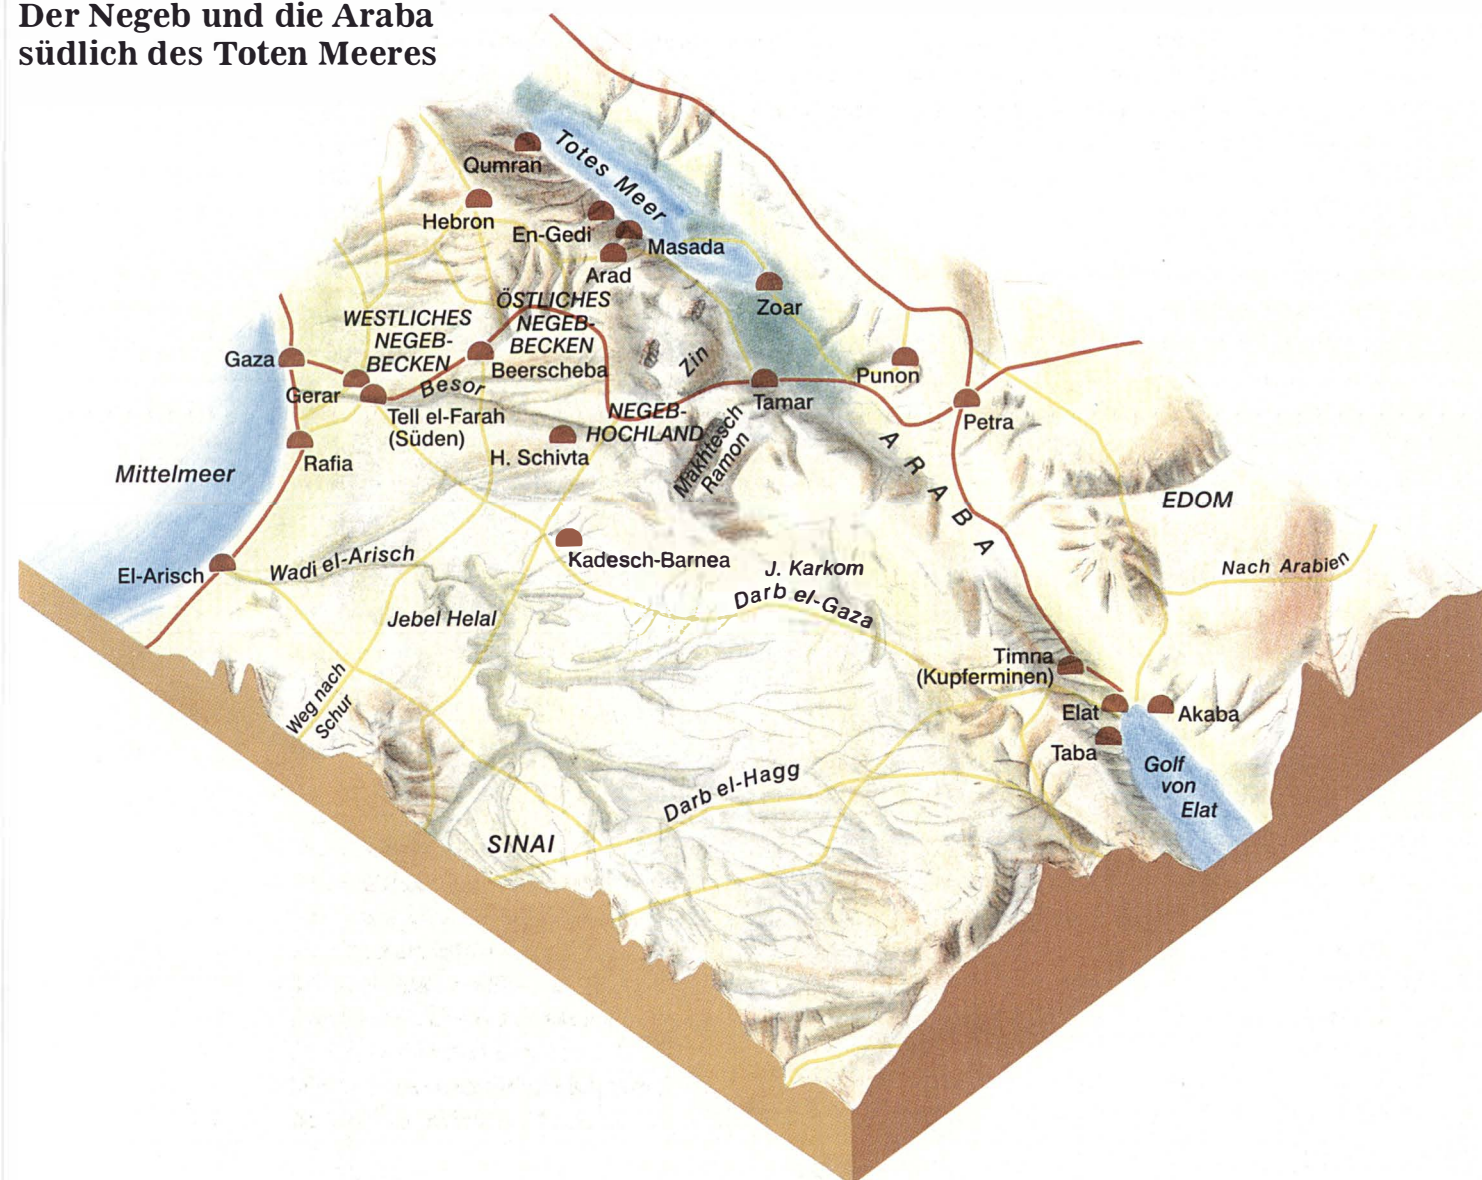 Der Negeb und die Araba
südlich des Toten Meeres
Qumran
Totes Meer
Hebron
En-Gedi
Masada
Arad
Zoar
ÖSTLICHES
NEGEB-
BECKEN
WESTLICHES
NEGEB-
BECKEN
Gaza
Gerar
Besor
Beerscheba
Zin
Punon
Tamar
Tell el-Farah
(Süden)
NEGEB-
HOCHLAND
Makhtesch
Ramon
Petra
Rafia
H. Schivta
ARABA
Mittelmeer
EDOM
El-Arisch
Wadi el-Arisch
Kadesch-Barnea
J. Karkom
Darb el-Gaza
Nach Arabien
Jebel Helal
Timna
(Kupferminen)
Weg nach
Schur
Elat
Akaba
Taba
Golf
von
Elat
Darb el-Hagg
SINAI